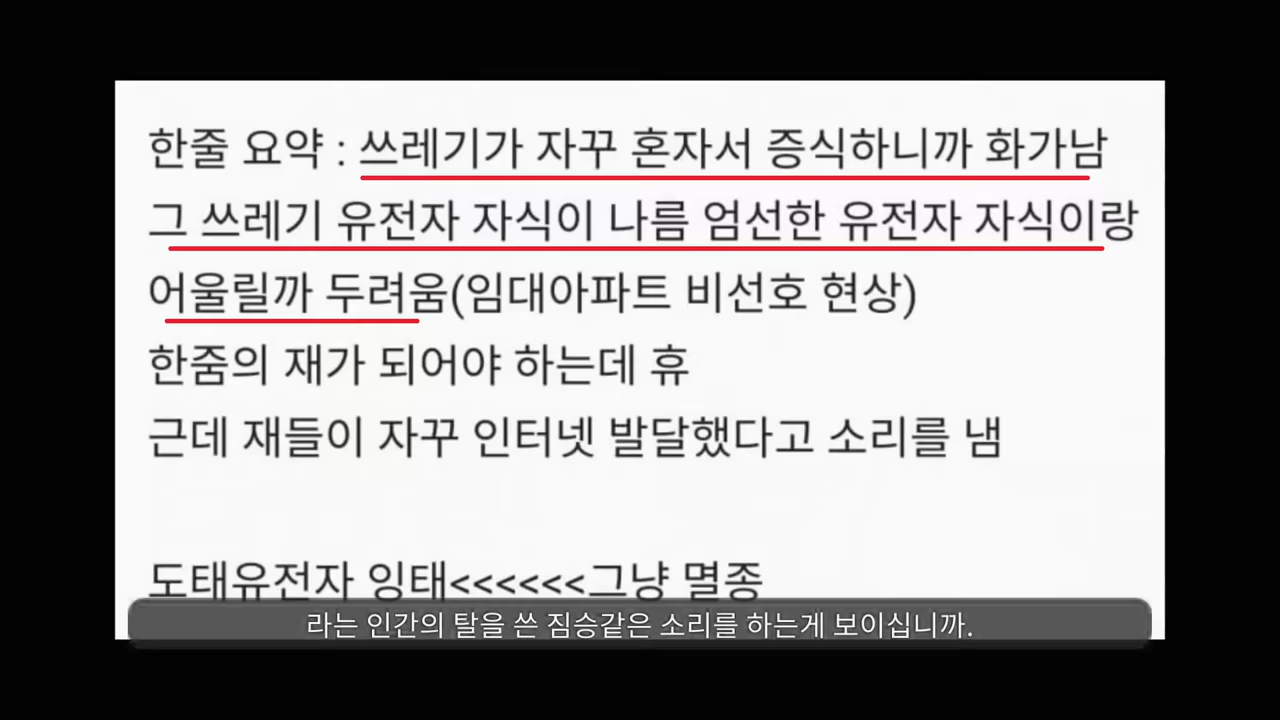 한줄 요약 : 쓰레기가 자꾸 혼자서 증식하니까 화가남
그 쓰레기 유전자 자식이 나름 엄선한 유전자 자식이랑
어울릴까 두려움(임대아파트 비선호 현상)
한줌의 재가 되어야 하는데 휴
근데 재들이 자꾸 인터넷 발달했다고 소리를 냄
도태유전자 잉태<<<<<<그냥 멸종
라는 인간의 탈을 쓴 짐승같은 소리를 하는게 보이십니까.